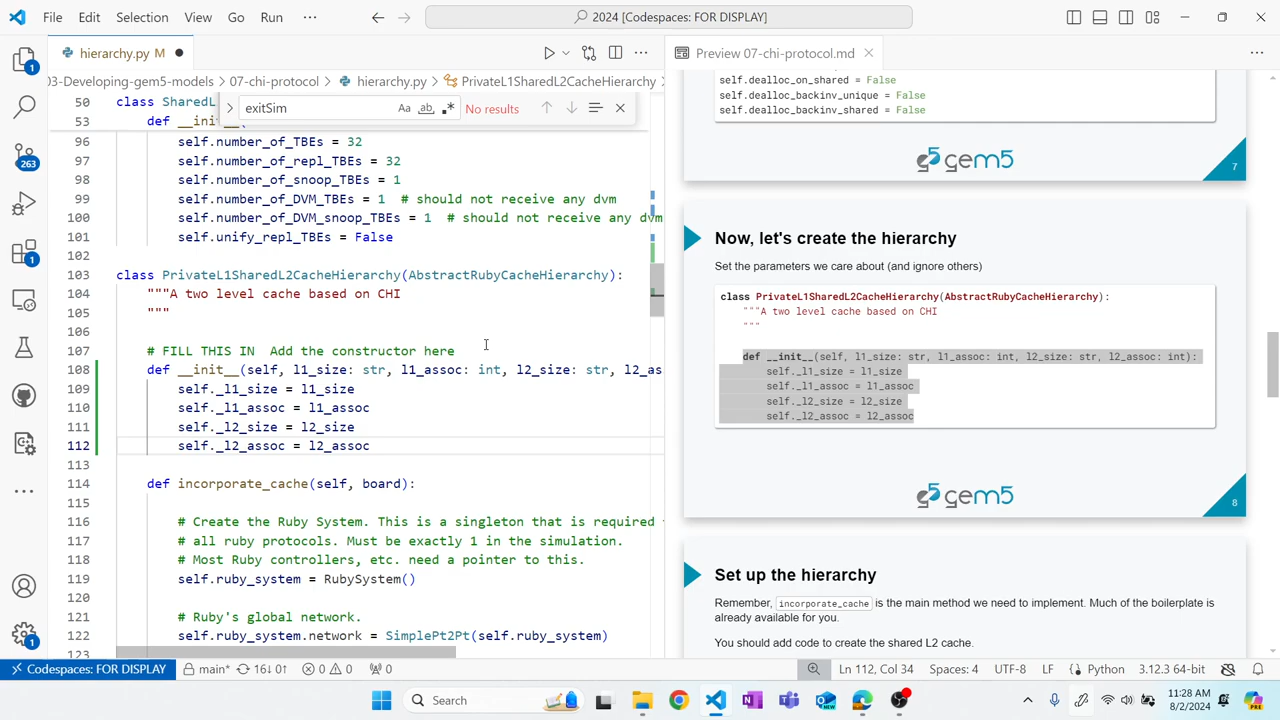 File Edit Selection View Go Run ··· 2024 [Codespaces: FOR DISPLAY]
hierarchy.py M
Preview 07-chi-protocol.md
03-Developing-gem5-models > 07-chi-protocol > hierarchy.py > PrivateL1SharedL2CacheHierarchy
exitSim Aa ab No results
50 class SharedL
53 def __init__(
96 self.number_of_TBEs = 32
97 self.number_of_repl_TBEs = 32
98 self.number_of_snoop_TBEs = 1
99 self.number_of_DVM_TBEs = 1 # should not receive any dvm
100 self.number_of_DVM_snoop_TBEs = 1 # should not receive any dvm
101 self.unify_repl_TBEs = False
102
103 class PrivateL1SharedL2CacheHierarchy(AbstractRubyCacheHierarchy):
104 """A two level cache based on CHI
105 """
106
107 # FILL THIS IN Add the constructor here
108 def __init__(self, l1_size: str, l1_assoc: int, l2_size: str, l2_as
109 self._l1_size = l1_size
110 self._l1_assoc = l1_assoc
111 self._l2_size = l2_size
112 self._l2_assoc = l2_assoc
113
114 def incorporate_cache(self, board):
115
116 # Create the Ruby System. This is a singleton that is required
117 # all ruby protocols. Must be exactly 1 in the simulation.
118 # Most Ruby controllers, etc. need a pointer to this.
119 self.ruby_system = RubySystem()
120
121 # Ruby's global network.
122 self.ruby_system.network = SimplePt2Pt(self.ruby_system)
123
self.dealloc_on_shared = False
self.dealloc_backinv_unique = False
self.dealloc_backinv_shared = False
gem5
7
Now, let's create the hierarchy
Set the parameters we care about (and ignore others)
class PrivateL1SharedL2CacheHierarchy(AbstractRubyCacheHierarchy):
"""A two level cache based on CHI
"""
def __init__(self, l1_size: str, l1_assoc: int, l2_size: str, l2_assoc: int):
self._l1_size = l1_size
self._l1_assoc = l1_assoc
self._l2_size = l2_size
self._l2_assoc = l2_assoc
gem5
8
Set up the hierarchy
Remember, incorporate_cache is the main method we need to implement. Much of the boilerplate is
already available for you.
You should add code to create the shared L2 cache.
1
263
1
1
Codespaces: FOR DISPLAY main* 16↓ 0↑ 0 0 0 Ln 112, Col 34 Spaces: 4 UTF-8 LF Python 3.12.3 64-bit
Search
11:28 AM
8/2/2024
PRE